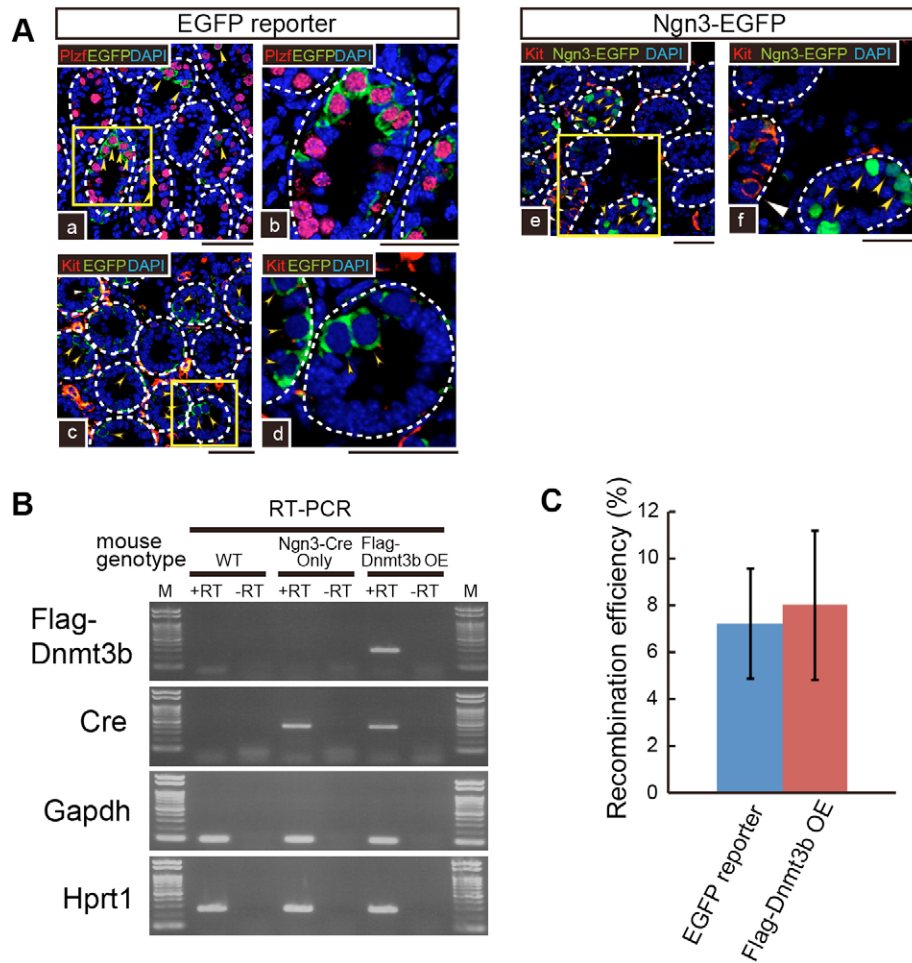 A
EGFP reporter
Ngn3-EGFP
Plzf EGFP DAPI
Plzf EGFP DAPI
Kit Ngn3-EGFP DAPI
Kit Ngn3-EGFP DAPI
a
b
e
f
Kit EGFP DAPI
Kit EGFP DAPI
c
d
B
RT-PCR
mouse genotype
WT
Ngn3-Cre Only
Flag-Dnmt3b OE
M
+RT
-RT
+RT
-RT
+RT
-RT
M
Flag-
Dnmt3b
Cre
Gapdh
Hprt1
C
Recombination efficiency (%)
12
10
8
6
4
2
0
EGFP reporter
Flag-Dnmt3b OE